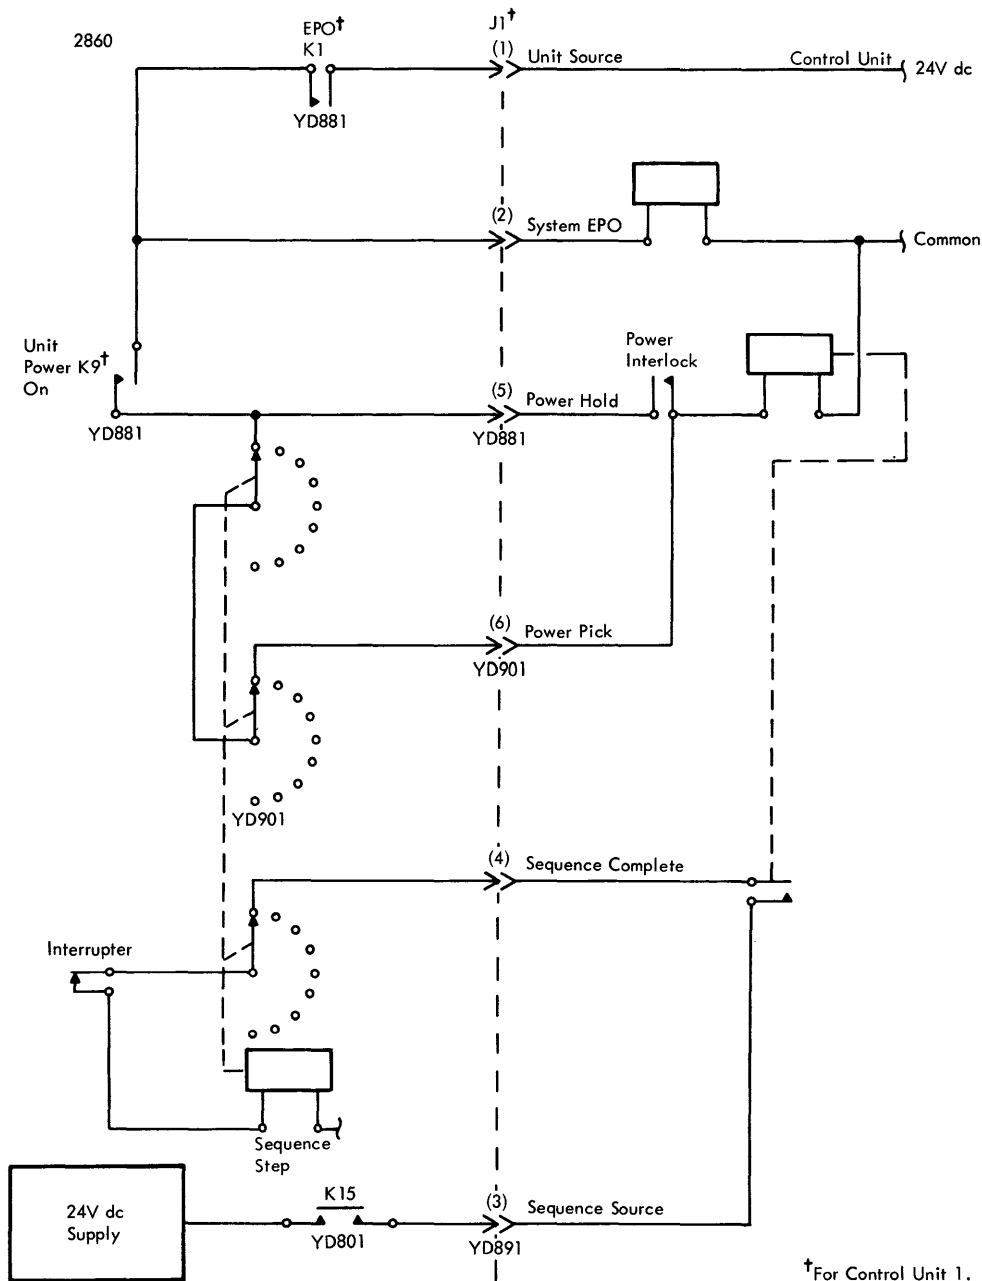 2860
EPO†
K1
YD881
J1†
(1)
Unit Source
Control Unit
24V dc
(2)
System EPO
Common
Unit
Power K9†
On
YD881
(5)
Power Hold
YD881
Power
Interlock
(6)
Power Pick
YD901
YD901
(4)
Sequence Complete
Interrupter
Sequence
Step
24V dc
Supply
K15
YD801
(3)
Sequence Source
YD891
†For Control Unit 1.